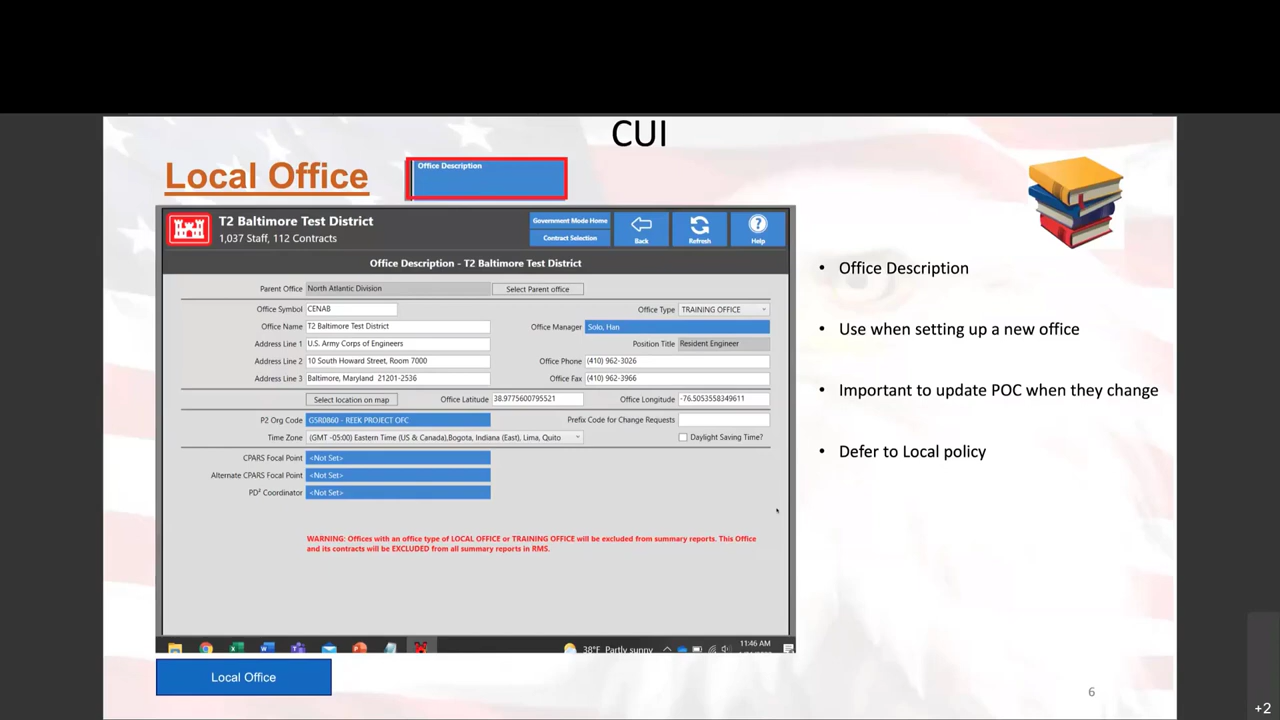 CUI
Local Office
Office Description
T2 Baltimore Test District
1,037 Staff, 112 Contracts
Government Mode Home
Contract Selection
Back
Refresh
Help
Office Description - T2 Baltimore Test District
Parent Office North Atlantic Division Select Parent office
Office Symbol CENAB Office Type TRAINING OFFICE
Office Name T2 Baltimore Test District Office Manager Solo, Han
Address Line 1 U.S. Army Corps of Engineers Position Title Resident Engineer
Address Line 2 10 South Howard Street, Room 7000 Office Phone (410) 962-3026
Address Line 3 Baltimore, Maryland 21201-2536 Office Fax (410) 962-3966
Select location on map Office Latitude 38.9775600795521 Office Longitude -76.5053558349611
P2 Org Code G5R0860 - REEK PROJECT OFC Prefix Code for Change Requests
Time Zone (GMT -05:00) Eastern Time (US & Canada),Bogota, Indiana (East), Lima, Quito Daylight Saving Time?
CPARS Focal Point <Not Set>
Alternate CPARS Focal Point <Not Set>
PD² Coordinator <Not Set>
WARNING: Offices with an office type of LOCAL OFFICE or TRAINING OFFICE will be excluded from summary reports. This Office
and its contracts will be EXCLUDED from all summary reports in RMS.
38°F Partly sunny
11:46 AM
• Office Description
• Use when setting up a new office
• Important to update POC when they change
• Defer to Local policy
Local Office
6
+2